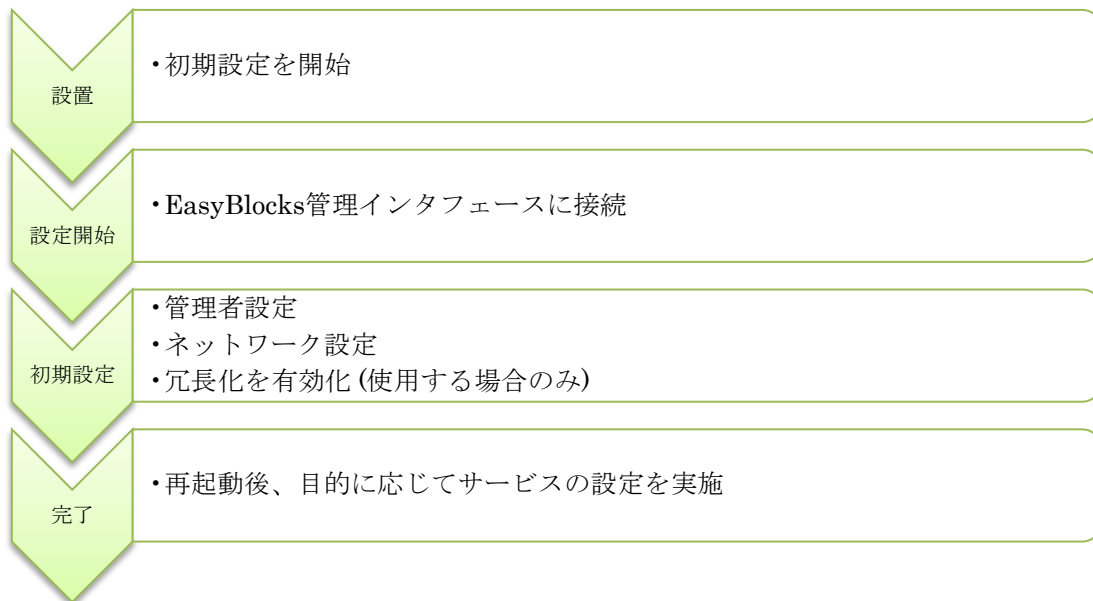 設置
・初期設定を開始
設定開始
・EasyBlocks管理インタフェースに接続
初期設定
・管理者設定
・ネットワーク設定
・冗長化を有効化 (使用する場合のみ)
完了
・再起動後、目的に応じてサービスの設定を実施